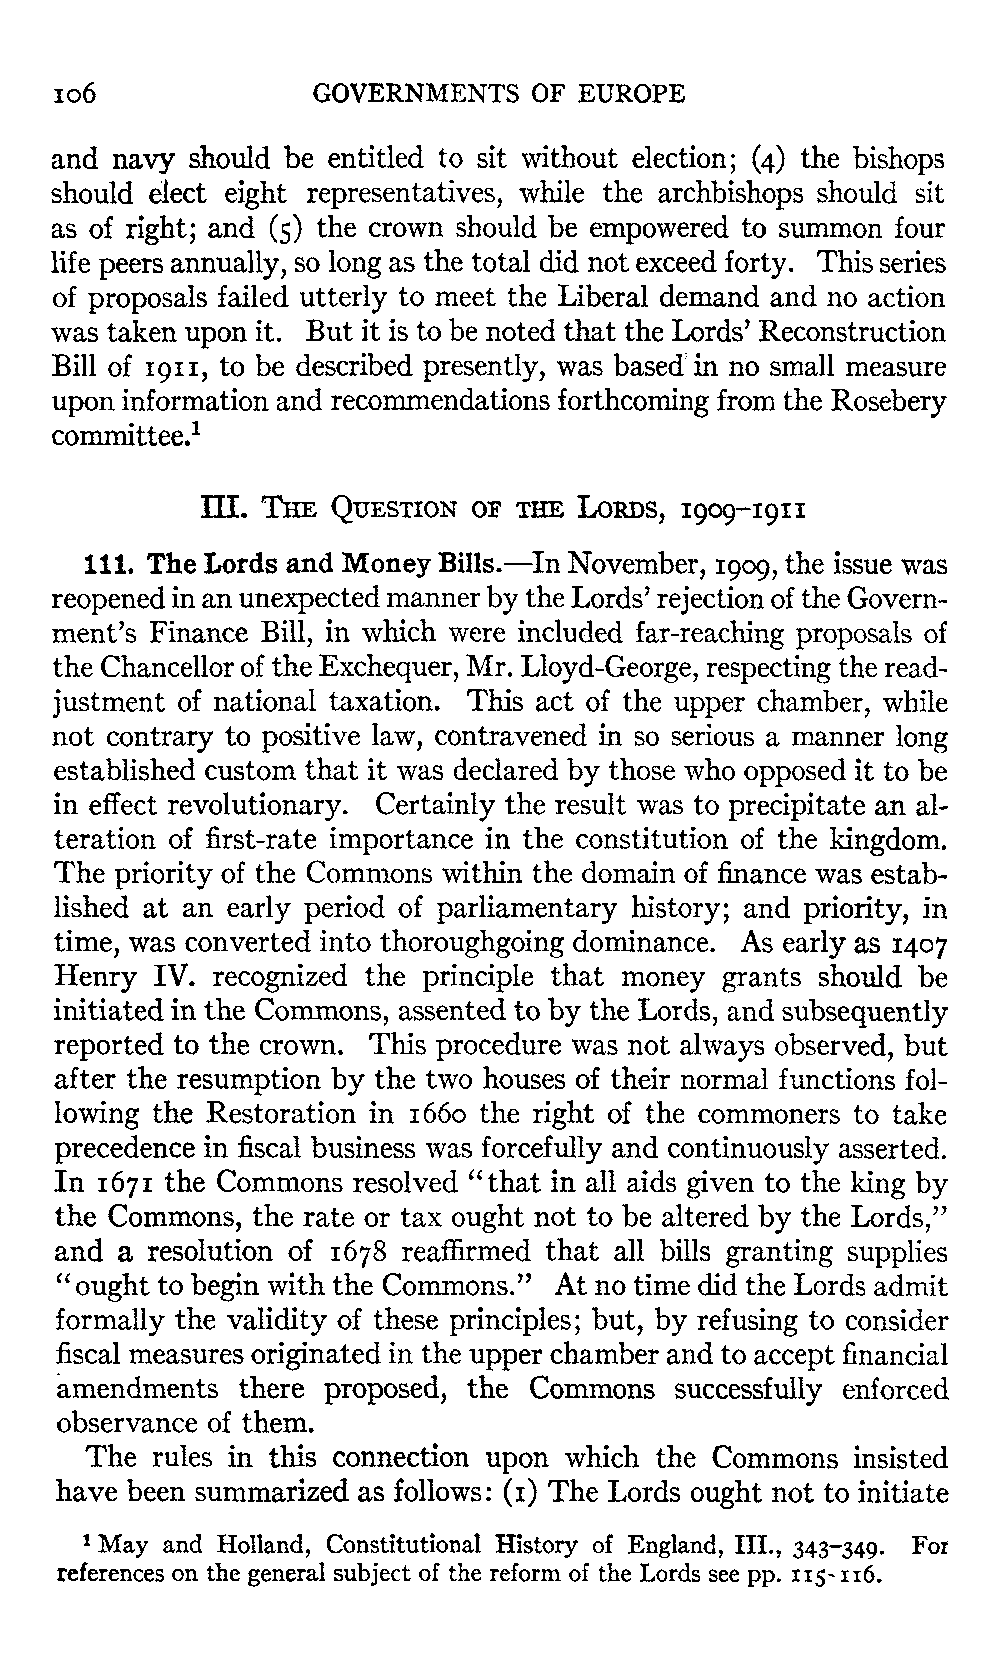 106 GOVERNMENTS OF EUROPE
and navy should be entitled to sit without election; (4) the bishops
should elect eight representatives, while the archbishops should sit
as of right; and (5) the crown should be empowered to summon four
life peers annually, so long as the total did not exceed forty. This series
of proposals failed utterly to meet the Liberal demand and no action
was taken upon it. But it is to be noted that the Lords' Reconstruction
Bill of 1911, to be described presently, was based in no small measure
upon information and recommendations forthcoming from the Rosebery
committee.¹
III. THE QUESTION OF THE LORDS, 1909–1911
111. The Lords and Money Bills.—In November, 1909, the issue was
reopened in an unexpected manner by the Lords' rejection of the Govern-
ment's Finance Bill, in which were included far-reaching proposals of
the Chancellor of the Exchequer, Mr. Lloyd-George, respecting the read-
justment of national taxation. This act of the upper chamber, while
not contrary to positive law, contravened in so serious a manner long
established custom that it was declared by those who opposed it to be
in effect revolutionary. Certainly the result was to precipitate an al-
teration of first-rate importance in the constitution of the kingdom.
The priority of the Commons within the domain of finance was estab-
lished at an early period of parliamentary history; and priority, in
time, was converted into thoroughgoing dominance. As early as 1407
Henry IV. recognized the principle that money grants should be
initiated in the Commons, assented to by the Lords, and subsequently
reported to the crown. This procedure was not always observed, but
after the resumption by the two houses of their normal functions fol-
lowing the Restoration in 1660 the right of the commoners to take
precedence in fiscal business was forcefully and continuously asserted.
In 1671 the Commons resolved "that in all aids given to the king by
the Commons, the rate or tax ought not to be altered by the Lords,"
and a resolution of 1678 reaffirmed that all bills granting supplies
"ought to begin with the Commons." At no time did the Lords admit
formally the validity of these principles; but, by refusing to consider
fiscal measures originated in the upper chamber and to accept financial
amendments there proposed, the Commons successfully enforced
observance of them.
The rules in this connection upon which the Commons insisted
have been summarized as follows: (1) The Lords ought not to initiate
¹ May and Holland, Constitutional History of England, III., 343–349. For
references on the general subject of the reform of the Lords see pp. 115-116.